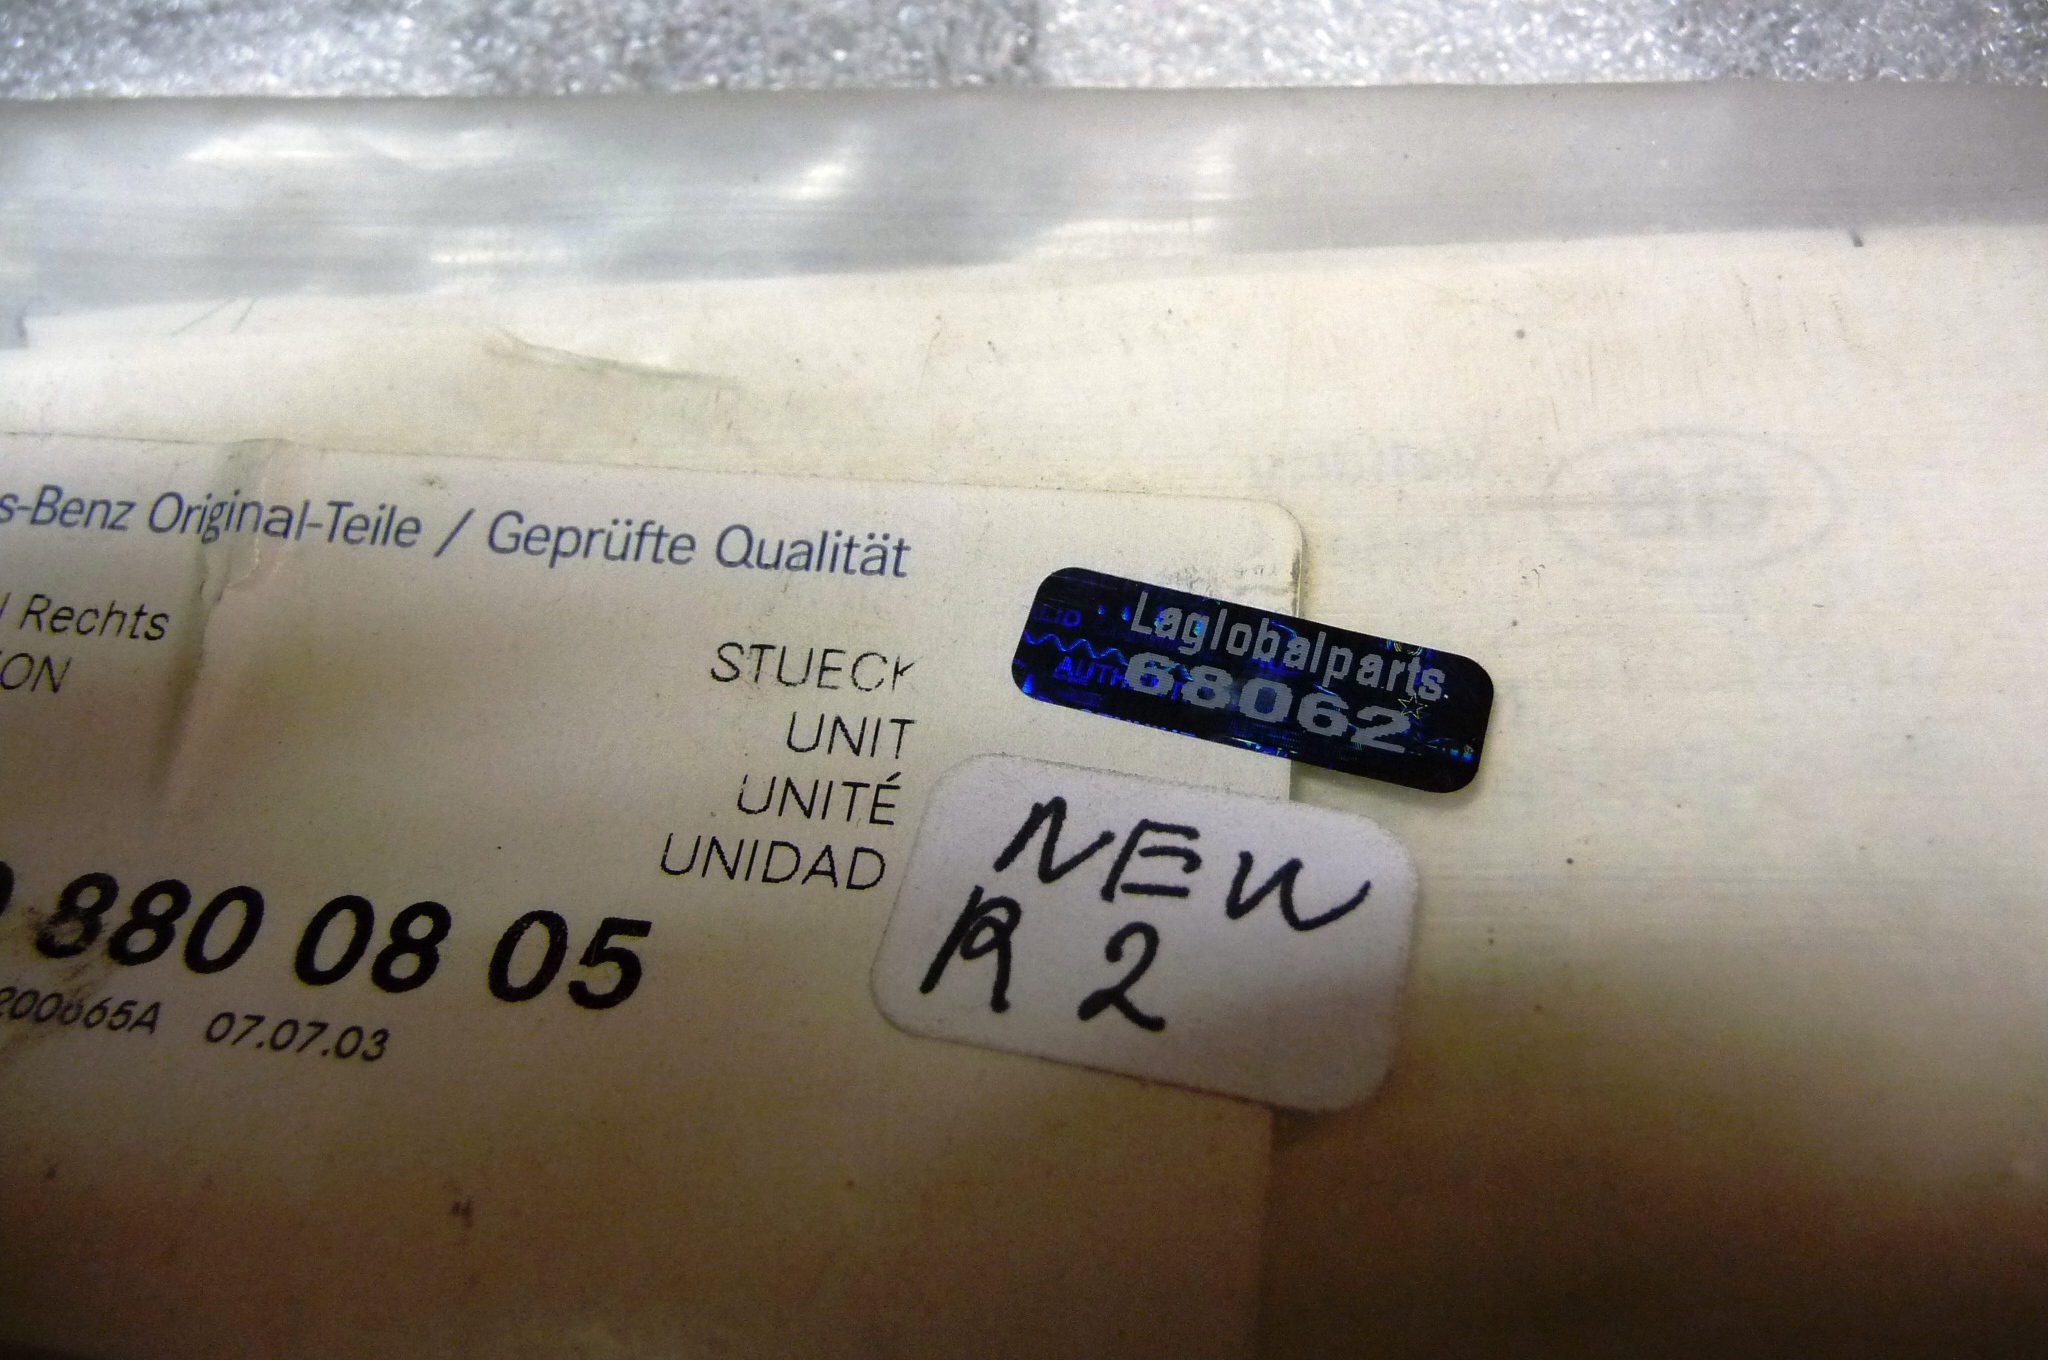 s-Benz Original-Teile / Geprüfte Qualität
Rechts
STUECK
UNIT
UNITÉ
UNIDAD
880 08 05
07.07.03
Laglobalparts
68062
NEW
R 2